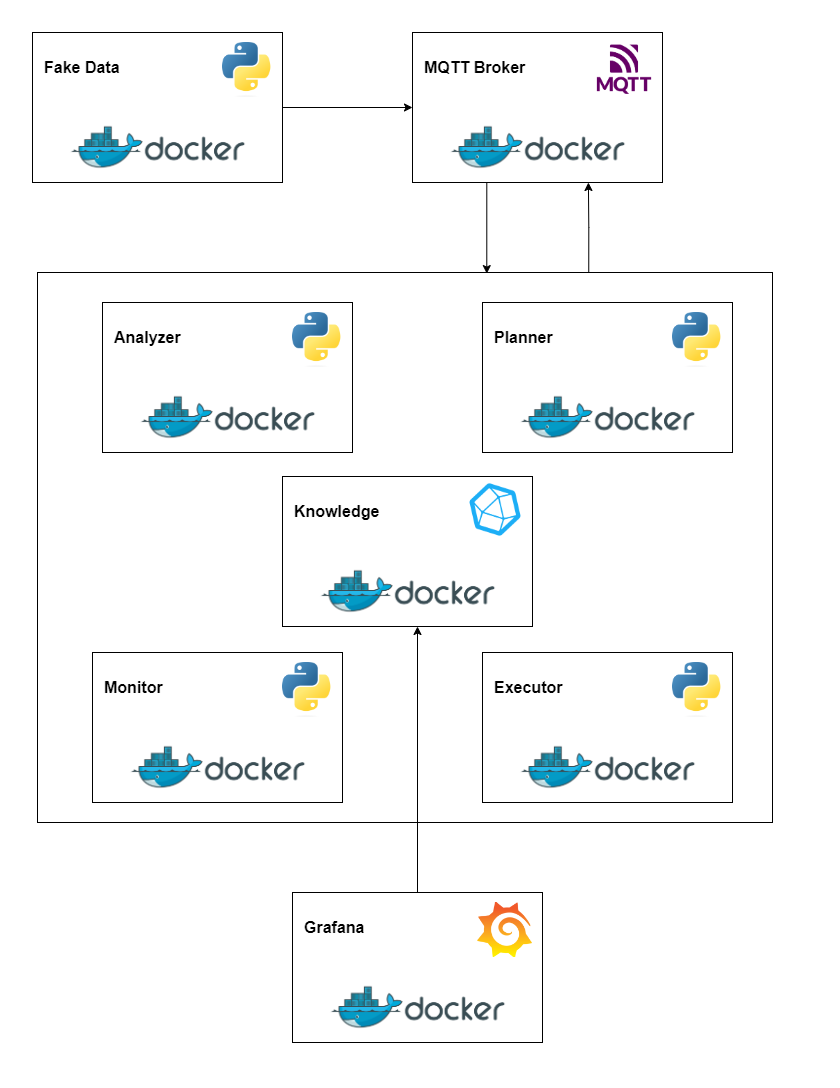 Fake Data
docker
MQTT Broker
MQTT
docker
Analyzer
docker
Planner
docker
Knowledge
docker
Monitor
docker
Executor
docker
Grafana
docker